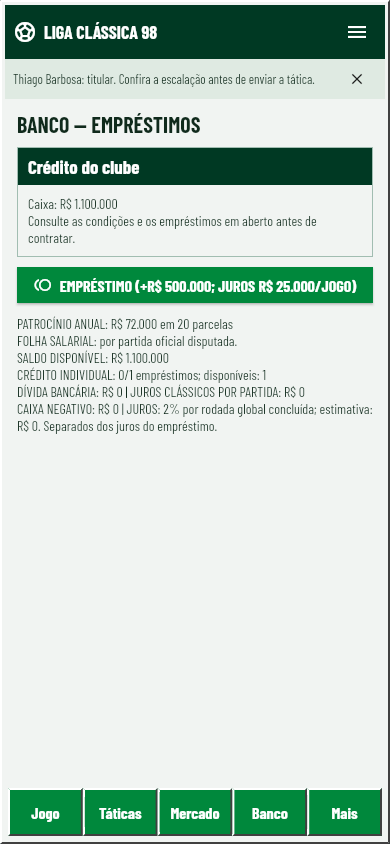 LIGA CLÁSSICA 98
Thiago Barbosa: titular. Confira a escalação antes de enviar a tática.
BANCO — EMPRÉSTIMOS
Crédito do clube
Caixa: R$ 1.100.000
Consulte as condições e os empréstimos em aberto antes de
contratar.
EMPRÉSTIMO (+R$ 500.000; JUROS R$ 25.000/JOGO)
PATROCÍNIO ANUAL: R$ 72.000 em 20 parcelas
FOLHA SALARIAL: por partida oficial disputada.
SALDO DISPONÍVEL: R$ 1.100.000
CRÉDITO INDIVIDUAL: 0/1 empréstimos; disponíveis: 1
DÍVIDA BANCÁRIA: R$ 0 | JUROS CLÁSSICOS POR PARTIDA: R$ 0
CAIXA NEGATIVO: R$ 0 | JUROS: 2% por rodada global concluída; estimativa:
R$ 0. Separados dos juros do empréstimo.
Jogo
Táticas
Mercado
Banco
Mais